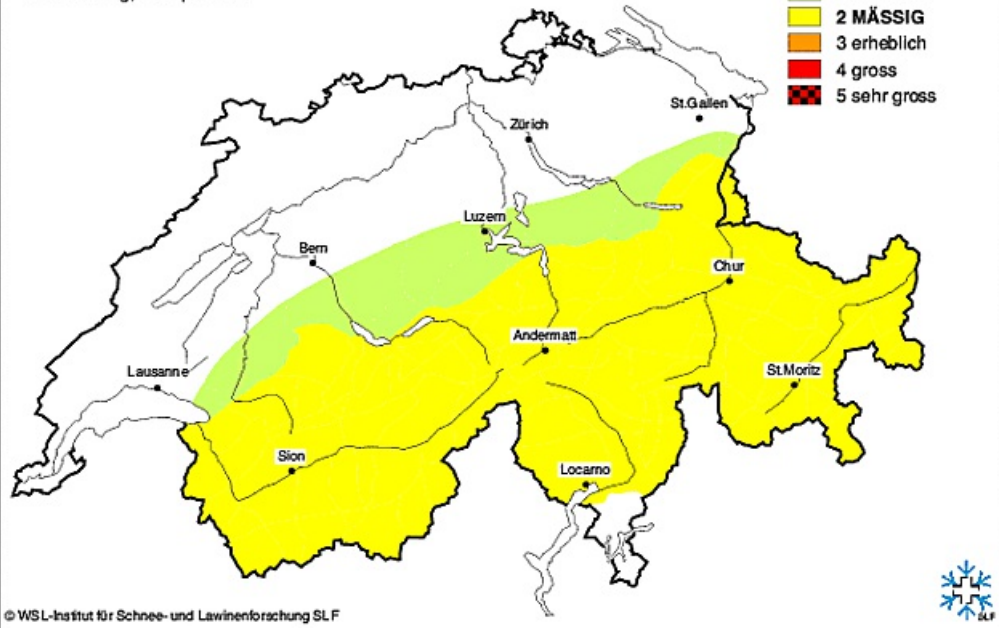 2 MÄSSIG
3 erheblich
4 gross
5 sehr gross
St.Gallen
Zürich
Luzern
Bern
Chur
Andermatt
Lausanne
St.Moritz
Sion
Locarno
© WSL-Institut für Schnee- und Lawinenforschung SLF
SLF